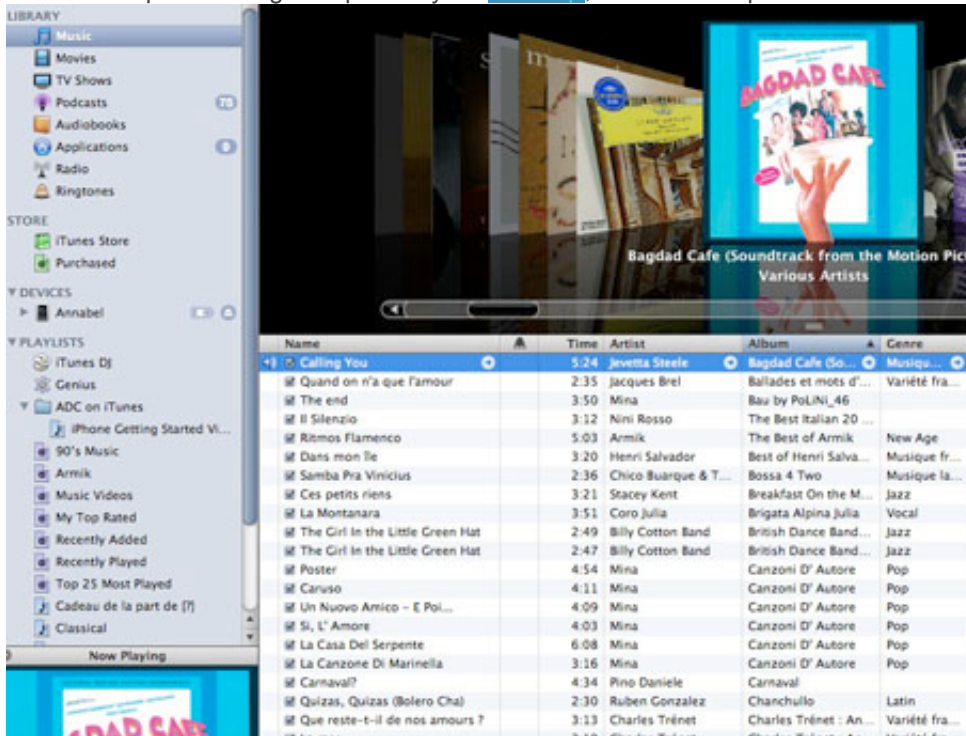 LIBRARY
Music
Movies
TV Shows
Podcasts
Audiobooks
Applications
Radio
Ringtones
STORE
iTunes Store
Purchased
DEVICES
Annabel
PLAYLISTS
iTunes DJ
Genius
ADC on iTunes
iPhone Getting Started Vi...
90's Music
Armik
Music Videos
My Top Rated
Recently Added
Recently Played
Top 25 Most Played
Cadeau de la part de [?]
Classical
Now Playing
BAGDAD CAFE
BAGDAD CAFE
Bagdad Cafe (Soundtrack from the Motion Pict
Various Artists
Name Time Artist Album Genre
Calling You 5:24 Jevetta Steele Bagdad Cafe (So... Musiqu...
Quand on n'a que l'amour 2:35 Jacques Brel Ballades et mots d'... Variété fra...
The end 3:50 Mina Bau by PoLiNi_46
Il Silenzio 3:12 Nini Rosso The Best Italian 20 ...
Ritmos Flamenco 5:03 Armik The Best of Armik New Age
Dans mon île 3:20 Henri Salvador Best of Henri Salva... Musique fr...
Samba Pra Vinicius 2:36 Chico Buarque & T... Bossa 4 Two Musique la...
Ces petits riens 3:21 Stacey Kent Breakfast On the M... Jazz
La Montanara 3:51 Coro Julia Brigata Alpina Julia Vocal
The Girl In the Little Green Hat 2:49 Billy Cotton Band British Dance Band... Jazz
The Girl In the Little Green Hat 2:47 Billy Cotton Band British Dance Band... Jazz
Poster 4:54 Mina Canzoni D' Autore Pop
Caruso 4:11 Mina Canzoni D' Autore Pop
Un Nuovo Amico - E Poi... 4:09 Mina Canzoni D' Autore Pop
Si, L' Amore 4:03 Mina Canzoni D' Autore Pop
La Casa Del Serpente 6:08 Mina Canzoni D' Autore Pop
La Canzone Di Marinella 3:16 Mina Canzoni D' Autore Pop
Carnaval? 4:34 Pino Daniele Carnaval
Quizas, Quizas (Bolero Cha) 2:30 Ruben Gonzalez Chanchullo Latin
Que reste-t-il de nos amours ? 3:13 Charles Trénet Charles Trénet : An... Variété fra...